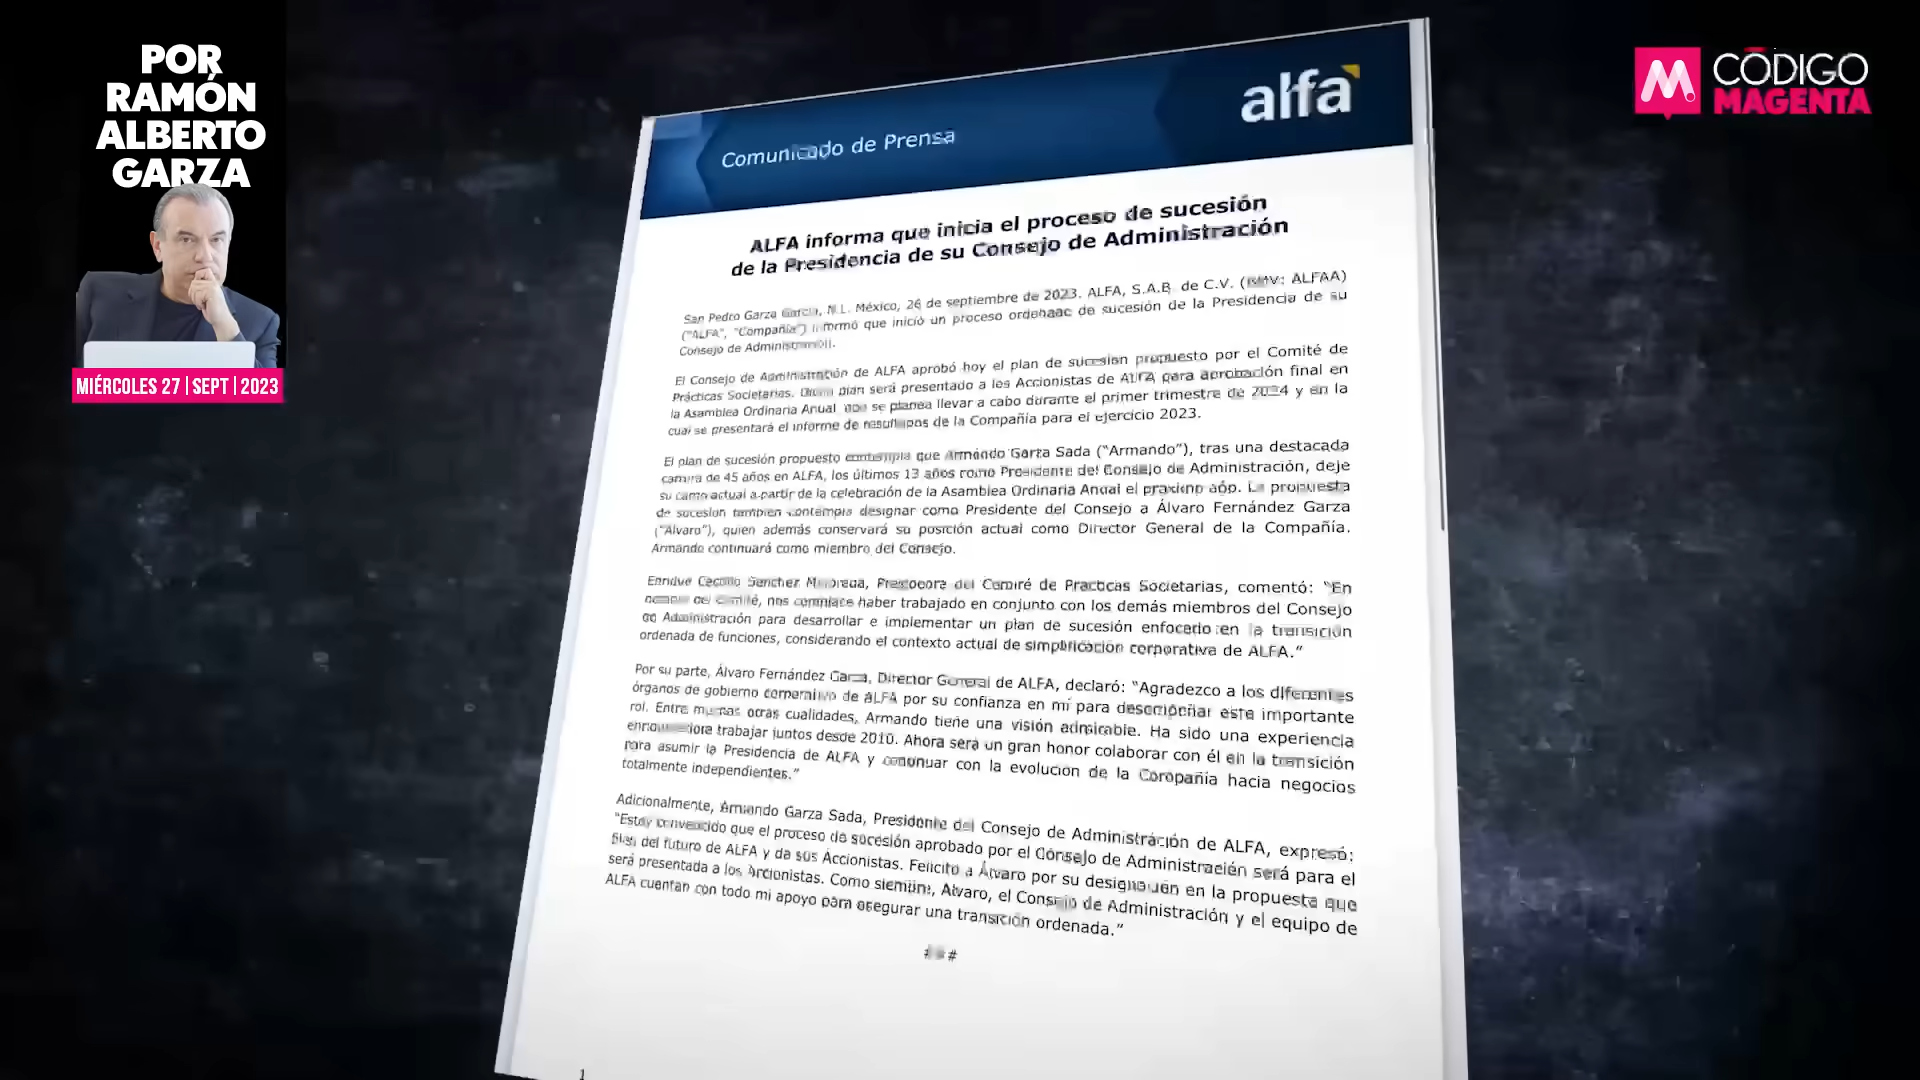 POR
RAMÓN
ALBERTO
GARZA
MIÉRCOLES 27 | SEPT | 2023
CÓDIGO
MAGENTA
alfa
Comunicado de Prensa
ALFA informa que inicia el proceso de sucesión
de la Presidencia de su Consejo de Administración
San Pedro Garza García, N.L. México, 26 de septiembre de 2023. ALFA, S.A.B. de C.V. (BMV: ALFAA)
("ALFA", "Compañía") informó que inició un proceso de sucesión de la Presidencia de su
Consejo de Administración.
El Consejo de Administración de ALFA aprobó hoy el plan de sucesión propuesto por el Comité de
Prácticas Societarias. plan será presentado a los Accionistas de ALFA para aprobación final en
la Asamblea Ordinaria Anual que se planea llevar a cabo durante el primer trimestre de 2024 y en la
cual se presentará el informe de resultados de la Compañía para el ejercicio 2023.
El plan de sucesión propuesto contempla que Armando Garza Sada ("Armando"), tras una destacada
carrera de 45 años en ALFA, los últimos 13 años como Presidente del Consejo de Administración, deje
su cargo actual a partir de la celebración de la Asamblea Ordinaria Anual el próximo año. La propuesta
de sucesión también contempla designar como Presidente del Consejo a Álvaro Fernández Garza
("Álvaro"), quien además conservará su posición actual como Director General de la Compañía.
Armando continuará como miembro del Consejo.
del Comité de Prácticas Societarias, comentó: "En
nombre del Comité, nos complace haber trabajado en conjunto con los demás miembros del Consejo
de Administración para desarrollar e implementar un plan de sucesión en la transición
ordenada de funciones, considerando el contexto actual de simplificación corporativa de ALFA."
Por su parte, Álvaro Fernández Garza, Director General de ALFA, declaró: "Agradezco a los diferentes
órganos de gobierno corporativo de ALFA por su confianza en mí para desempeñar este importante
rol. Entre muchas otras cualidades, Armando tiene una visión admirable. Ha sido una experiencia
enriquecedora trabajar juntos desde 2010. Ahora será un gran honor colaborar con él en la transición
para asumir la Presidencia de ALFA y continuar con la evolución de la Compañía hacia negocios
totalmente independientes."
Adicionalmente, Armando Garza Sada, Presidente del Consejo de Administración de ALFA, expresó:
"Estoy convencido que el proceso de sucesión aprobado por el Consejo de Administración será para el
del futuro de ALFA y de sus Accionistas. Felicito a Álvaro por su designación en la propuesta que
será presentada a los Accionistas. Como siempre, Álvaro, el Consejo de Administración y el equipo de
ALFA cuentan con todo mi apoyo para asegurar una transición ordenada."
1